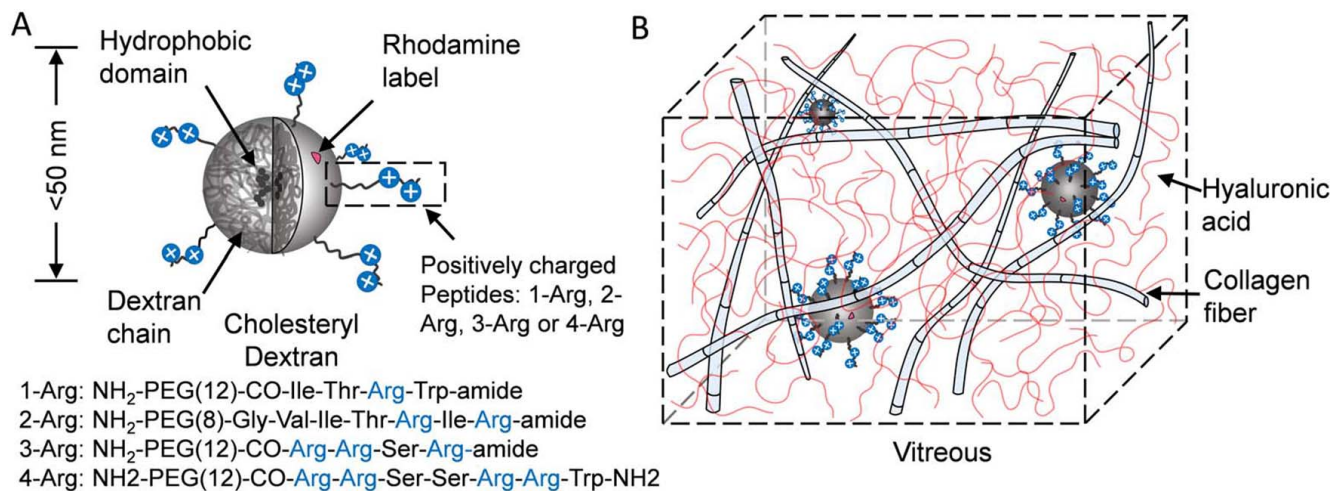 A
Hydrophobic
domain
Rhodamine
label
<50 nm
Dextran
chain
Cholesteryl
Dextran
Positively charged
Peptides: 1-Arg, 2-
Arg, 3-Arg or 4-Arg
1-Arg: NH₂-PEG(12)-CO-Ile-Thr-Arg-Trp-amide
2-Arg: NH₂-PEG(8)-Gly-Val-Ile-Thr-Arg-Ile-Arg-amide
3-Arg: NH₂-PEG(12)-CO-Arg-Arg-Ser-Arg-amide
4-Arg: NH2-PEG(12)-CO-Arg-Arg-Ser-Ser-Arg-Arg-Trp-NH2
B
Hyaluronic
acid
Collagen
fiber
Vitreous